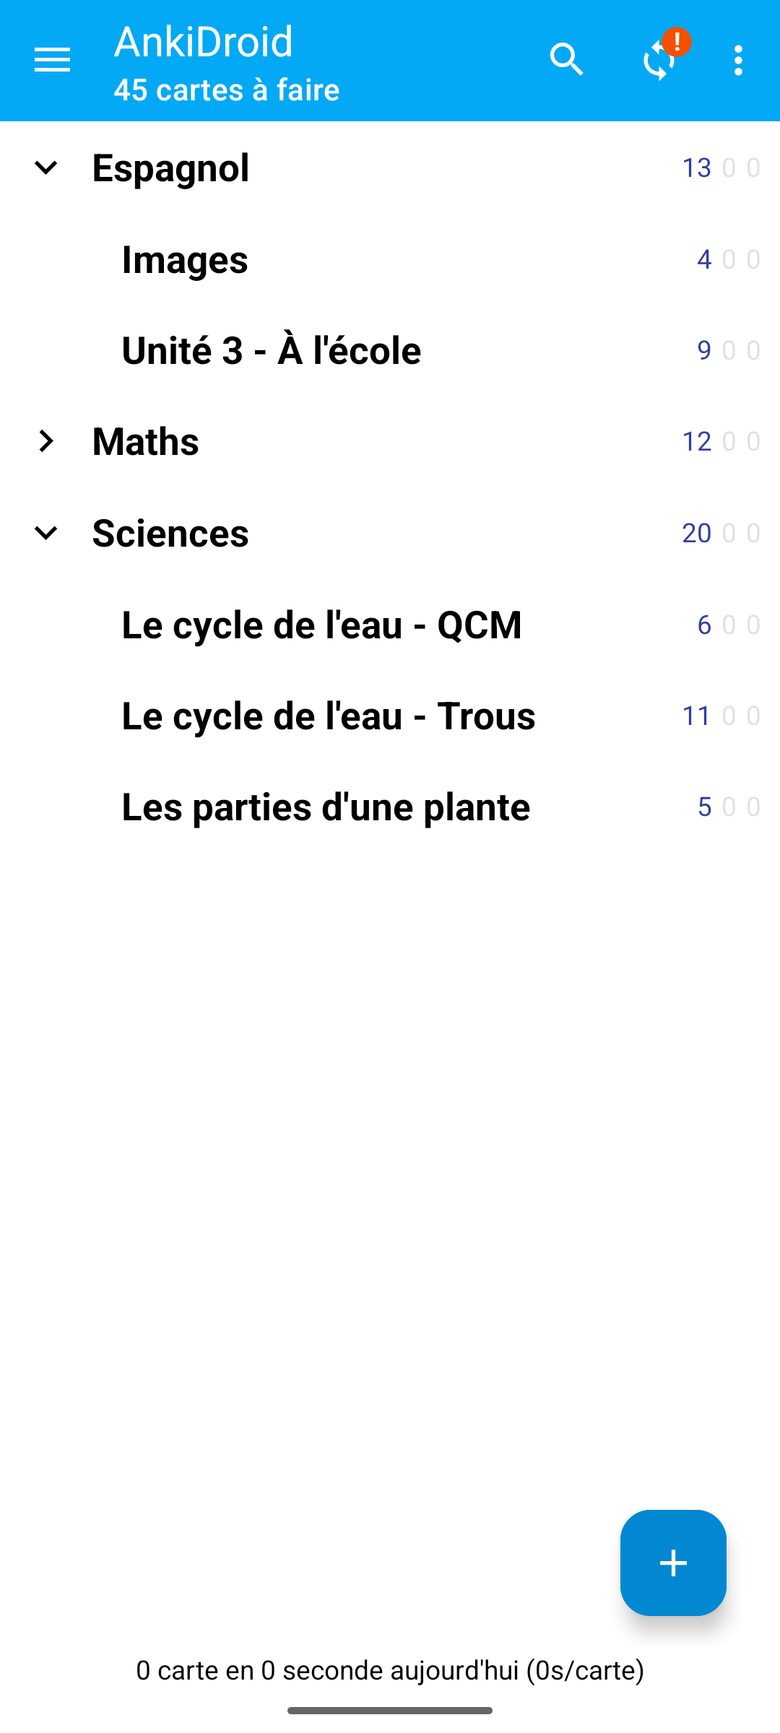 AnkiDroid
45 cartes à faire
!
Espagnol 13 0 0
Images 4 0 0
Unité 3 - À l'école 9 0 0
Maths 12 0 0
Sciences 20 0 0
Le cycle de l'eau - QCM 6 0 0
Le cycle de l'eau - Trous 11 0 0
Les parties d'une plante 5 0 0
+
0 carte en 0 seconde aujourd'hui (0s/carte)